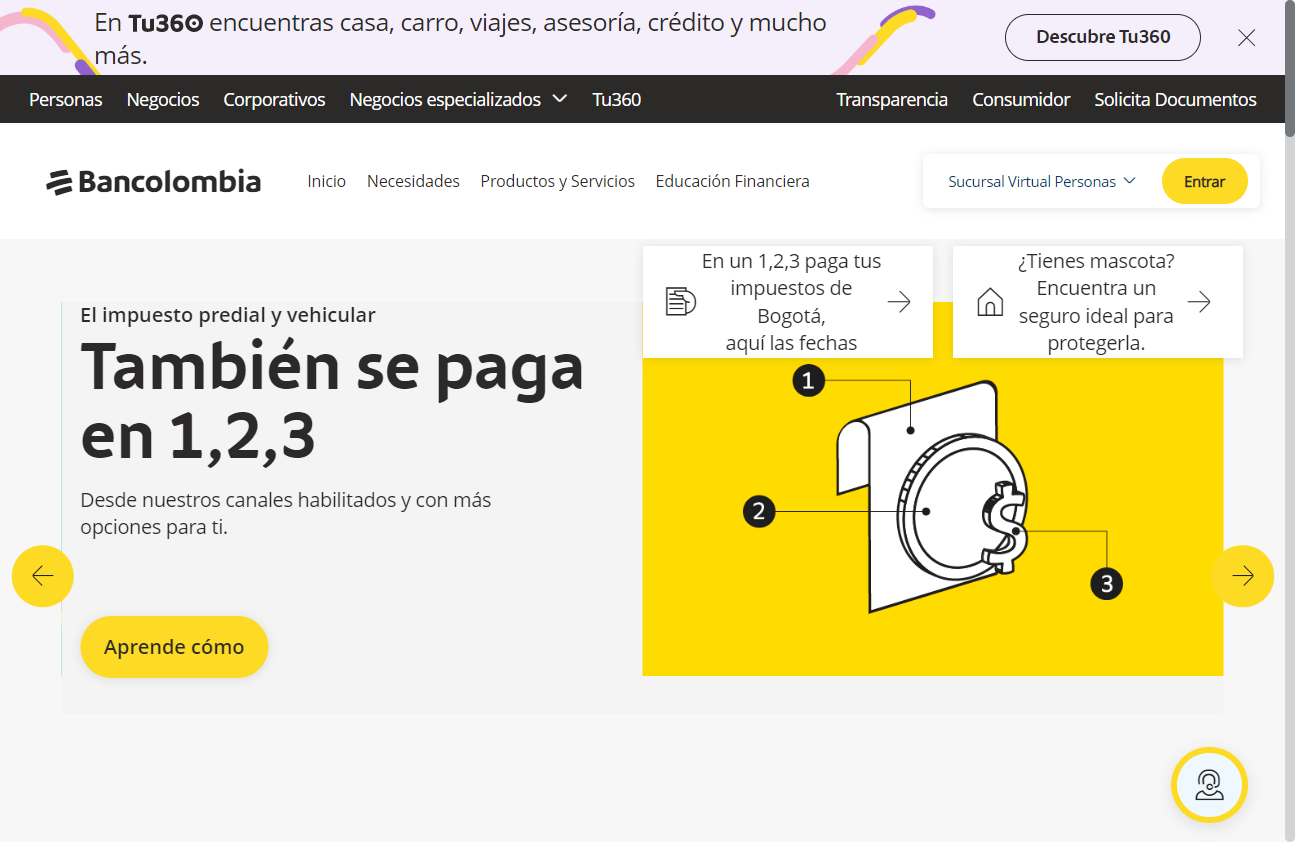 En Tu360 encuentras casa, carro, viajes, asesoría, crédito y mucho
más.
Descubre Tu360
Personas Negocios Corporativos Negocios especializados Tu360 Transparencia Consumidor Solicita Documentos
Bancolombia Inicio Necesidades Productos y Servicios Educación Financiera Sucursal Virtual Personas Entrar
En un 1,2,3 paga tus
impuestos de
Bogotá,
aquí las fechas
¿Tienes mascota?
Encuentra un
seguro ideal para
protegerla.
El impuesto predial y vehicular
También se paga
en 1,2,3
Desde nuestros canales habilitados y con más
opciones para ti.
Aprende cómo
1
2
$
3